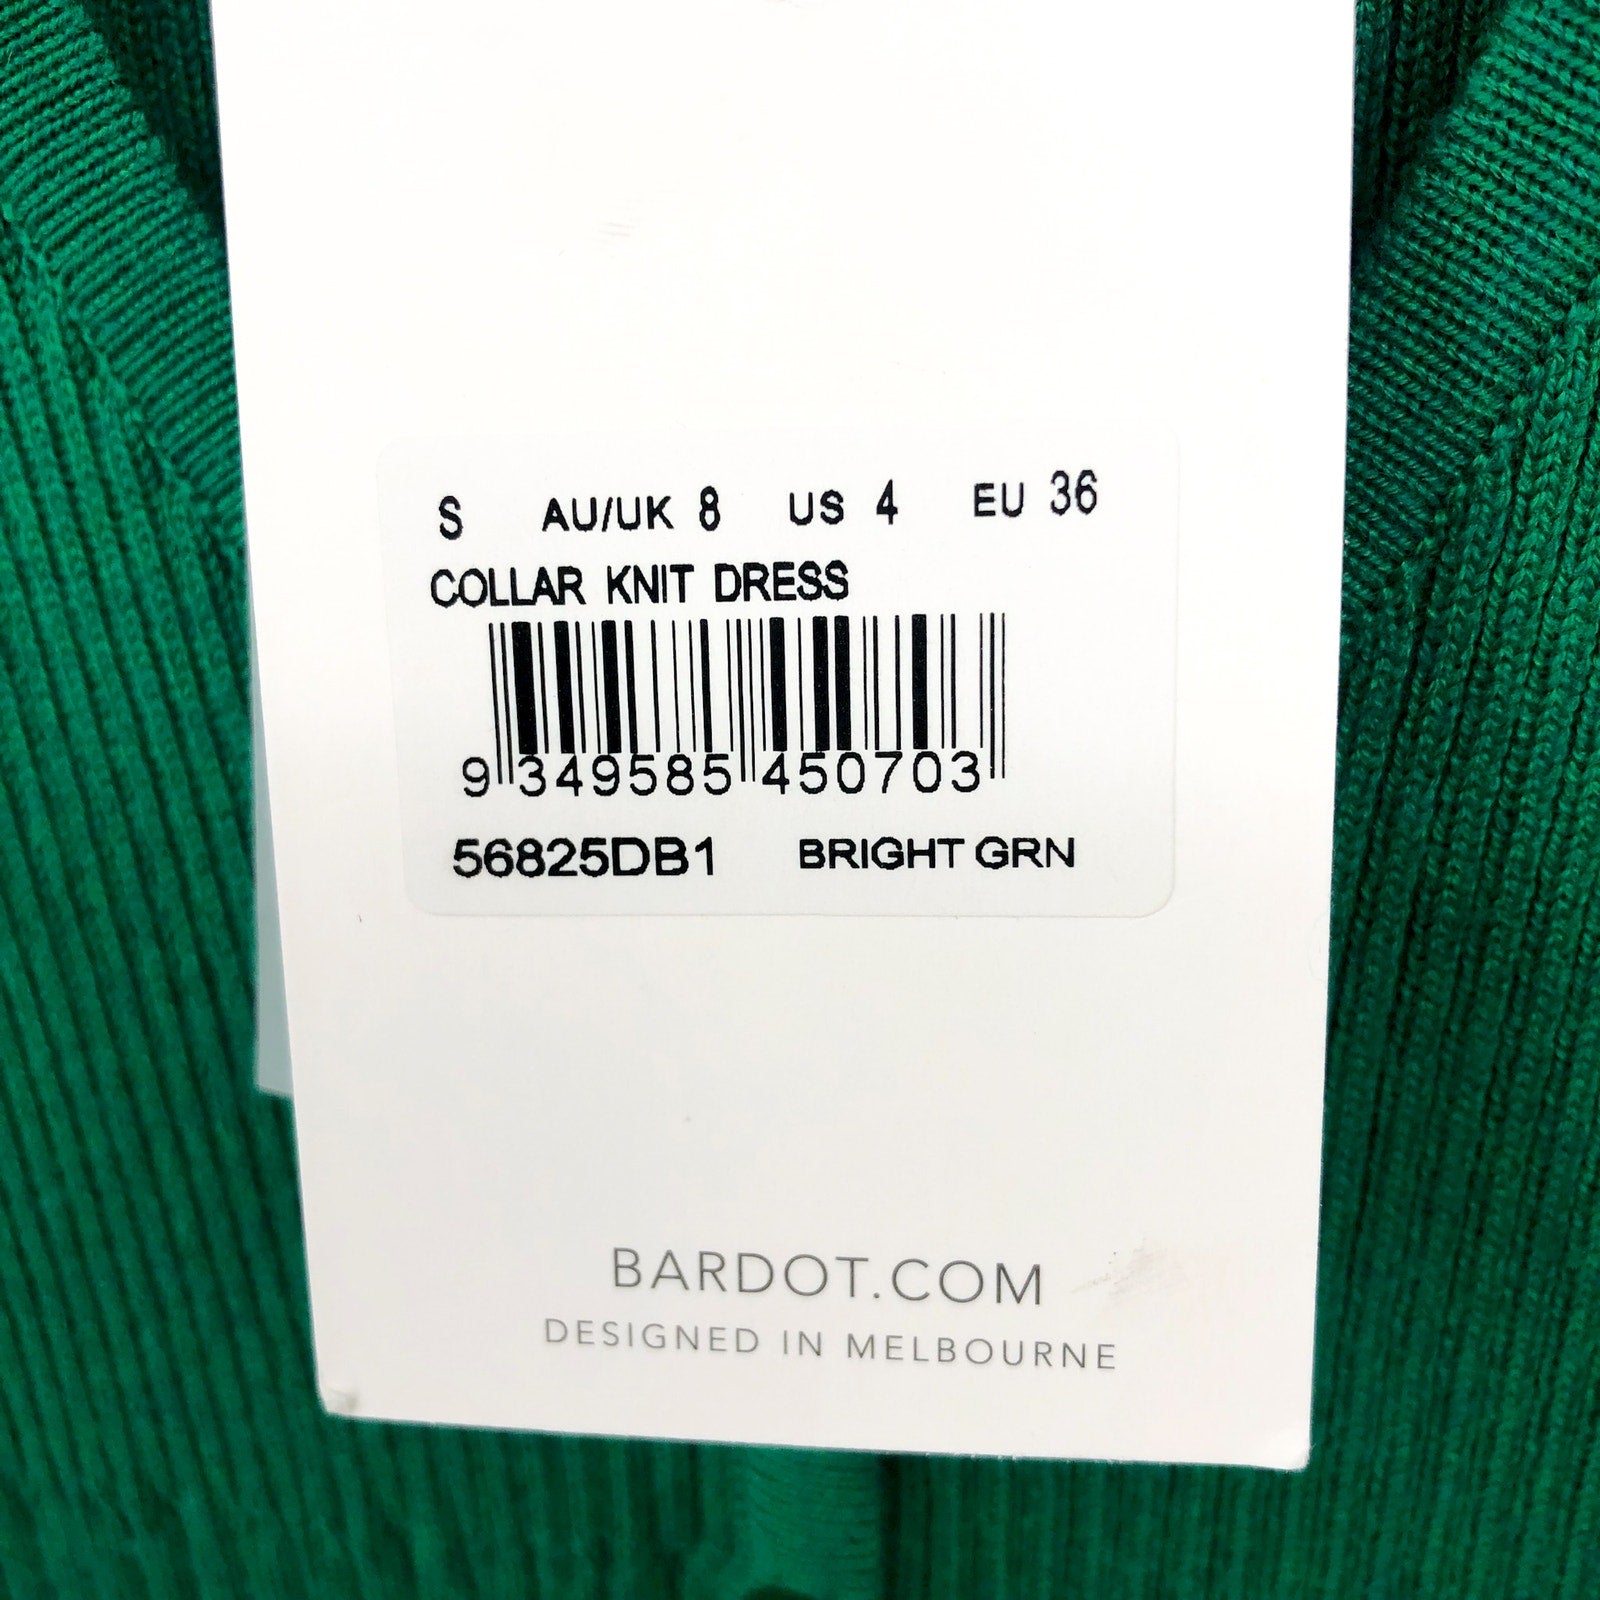 S AU/UK 8 US 4 EU 36
COLLAR KNIT DRESS
9 349585 450703
56825DB1 BRIGHT GRN
BARDOT.COM
DESIGNED IN MELBOURNE